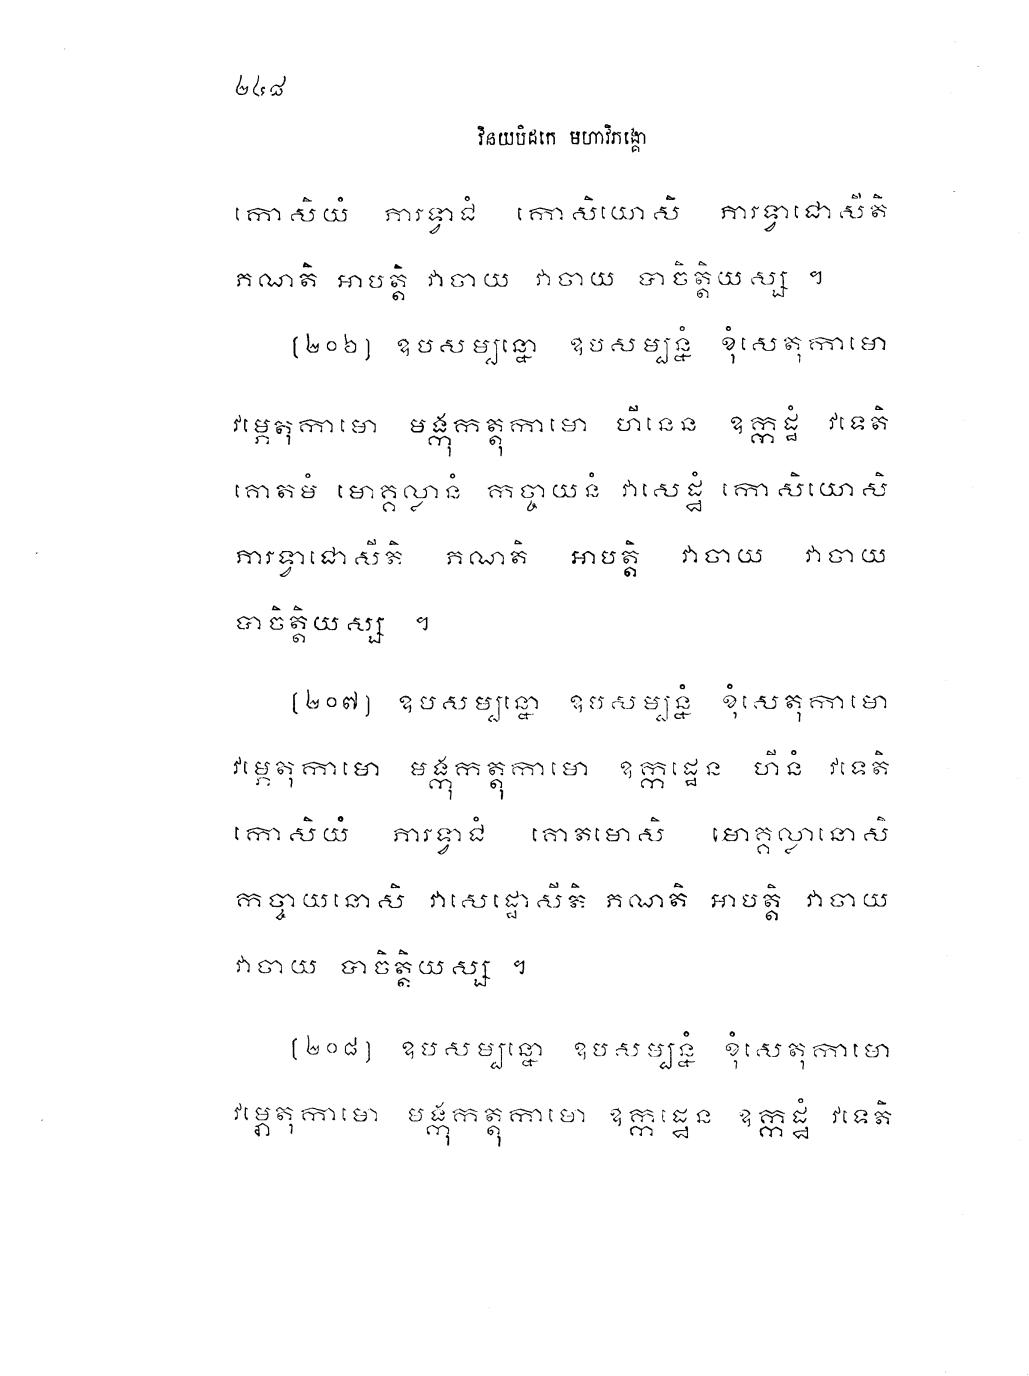 ២៤៨
វិនយបិដកេ មហាវិភង្គោ
កោសិយំ ភារទ្វាជំ កោសិយោសិ ភារទ្វាជោសីតិ
ភណតិ អាបត្តិ វាចាយ វាចាយ បាចិត្តិយស្ស ។
(២០៦) ឧបសម្បន្នោ ឧបសម្បន្នំ ខុំសេតុកាមោ
វម្ភេតុកាមោ មង្កុកត្តុកាមោ ហីនេន ឧក្កដ្ឋំ វទេតិ
គោតមំ មោគ្គល្លានំ កច្ចាយនំ វាសេដ្ឋំ កោសិយោសិ
ភារទ្វាជោសីតិ ភណតិ អាបត្តិ វាចាយ វាចាយ
បាចិត្តិយស្ស ។
(២០៧) ឧបសម្បន្នោ ឧបសម្បន្នំ ខុំសេតុកាមោ
វម្ភេតុកាមោ មង្កុកត្តុកាមោ ឧក្កដ្ឋេន ហីនំ វទេតិ
កោសិយំ ភារទ្វាជំ គោតមោសិ មោគ្គល្លានោសិ
កច្ចាយនោសិ វាសេដ្ឋោសីតិ ភណតិ អាបត្តិ វាចាយ
វាចាយ បាចិត្តិយស្ស ។
(២០៨) ឧបសម្បន្នោ ឧបសម្បន្នំ ខុំសេតុកាមោ
វម្ភេតុកាមោ មង្កុកត្តុកាមោ ឧក្កដ្ឋេន ឧក្កដ្ឋំ វទេតិ